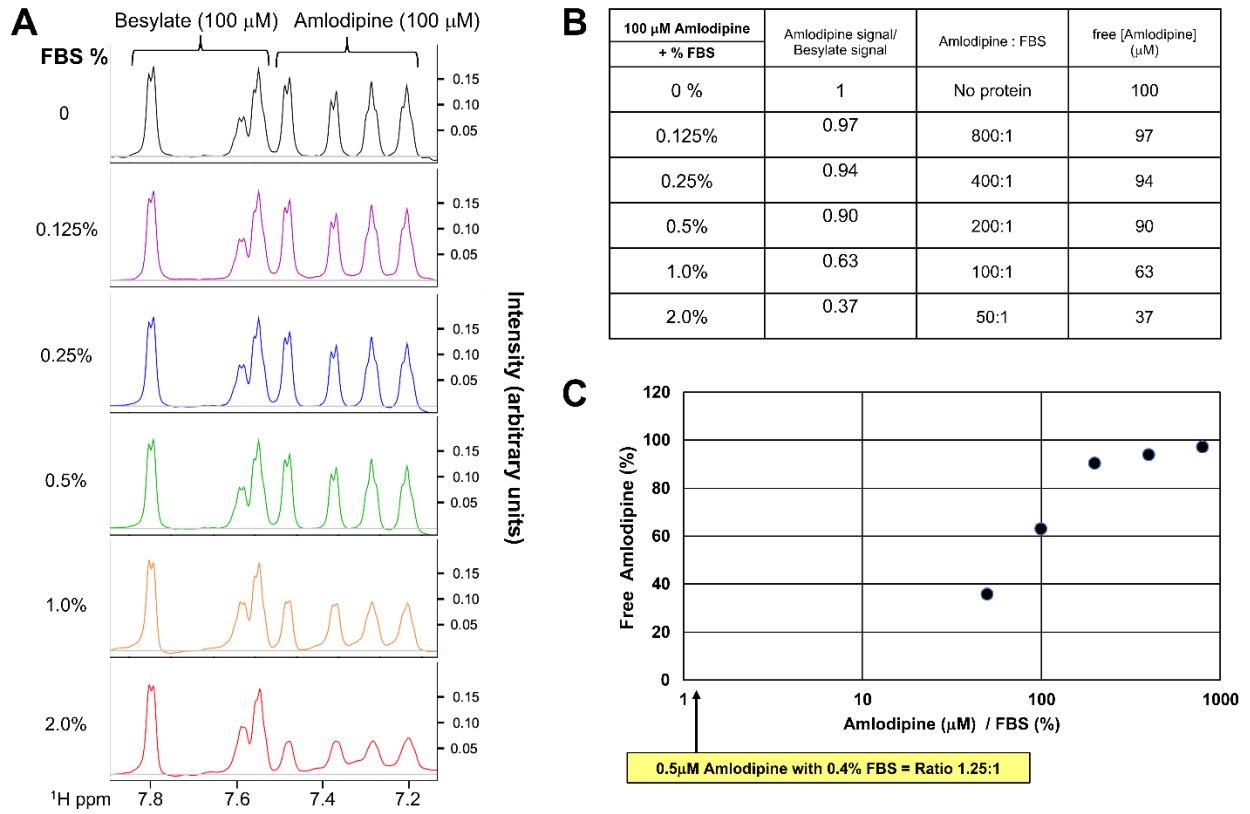 A
Besylate (100 μM) Amlodipine (100 μM)
FBS %
0
0.15
0.10
0.05
0.125%
0.15
0.10
0.05
0.25%
0.15
0.10
0.05
0.5%
0.15
0.10
0.05
1.0%
0.15
0.10
0.05
2.0%
0.15
0.10
0.05
Intensity (arbitrary units)
¹H ppm 7.8 7.6 7.4 7.2
B
100 μM Amlodipine
+ % FBS
Amlodipine signal/
Besylate signal
Amlodipine : FBS
free [Amlodipine]
(μM)
0 % 1 No protein 100
0.125% 0.97 800:1 97
0.25% 0.94 400:1 94
0.5% 0.90 200:1 90
1.0% 0.63 100:1 63
2.0% 0.37 50:1 37
C
Free Amlodipine (%)
120
100
80
60
40
20
0
1 10 100 1000
Amlodipine (μM) / FBS (%)
0.5μM Amlodipine with 0.4% FBS = Ratio 1.25:1